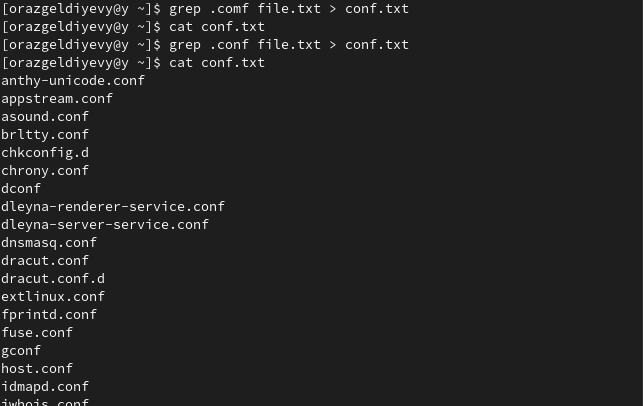 [orazgeldiyevy@y ~]$ grep .comf file.txt > conf.txt
[orazgeldiyevy@y ~]$ cat conf.txt
[orazgeldiyevy@y ~]$ grep .conf file.txt > conf.txt
[orazgeldiyevy@y ~]$ cat conf.txt
anthy-unicode.conf
appstream.conf
asound.conf
brltty.conf
chkconfig.d
chrony.conf
dconf
dleyna-renderer-service.conf
dleyna-server-service.conf
dnsmasq.conf
dracut.conf
dracut.conf.d
extlinux.conf
fprintd.conf
fuse.conf
gconf
host.conf
idmapd.conf
jwhois.conf